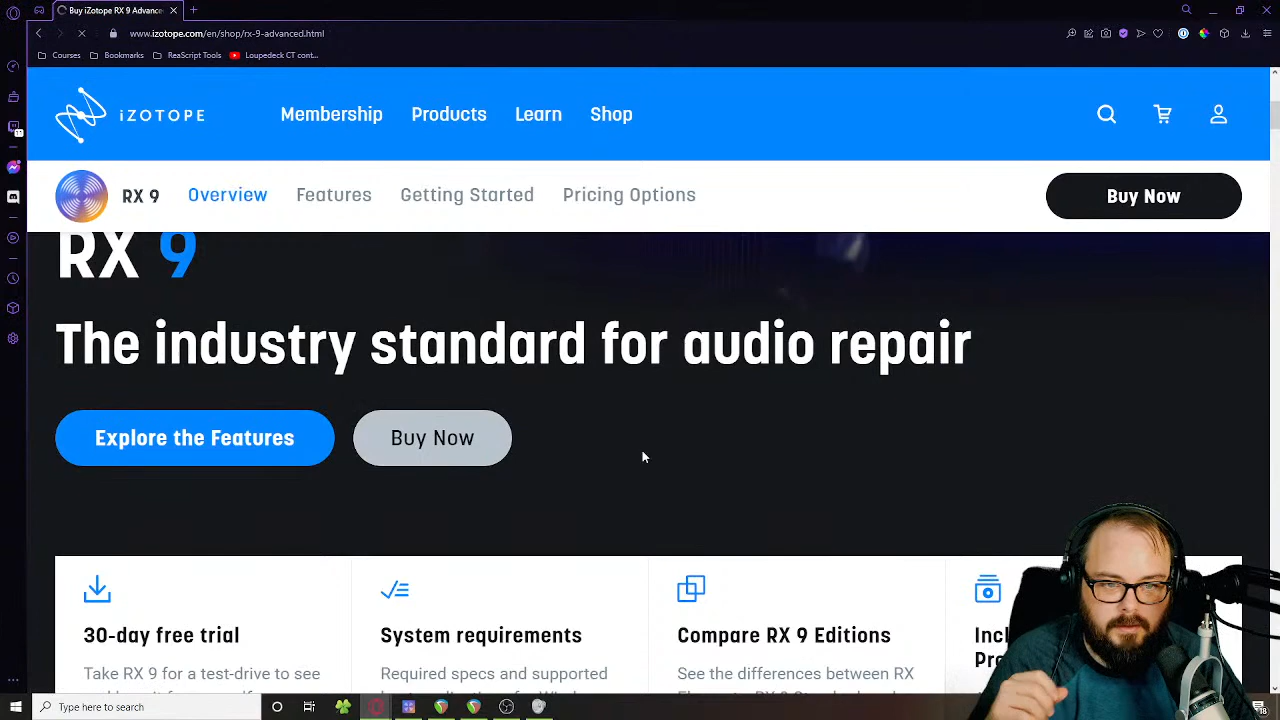 Buy iZotope RX 9 Advance
www.izotope.com/en/shop/rx-9-advanced.html
Courses
Bookmarks
ReaScript Tools
Loupedeck CT cont...
iZOTOPE
Membership
Products
Learn
Shop
RX 9
Overview
Features
Getting Started
Pricing Options
Buy Now
RX 9
The industry standard for audio repair
Explore the Features
Buy Now
30-day free trial
Take RX 9 for a test-drive to see
System requirements
Required specs and supported
Compare RX 9 Editions
See the differences between RX
Type here to search